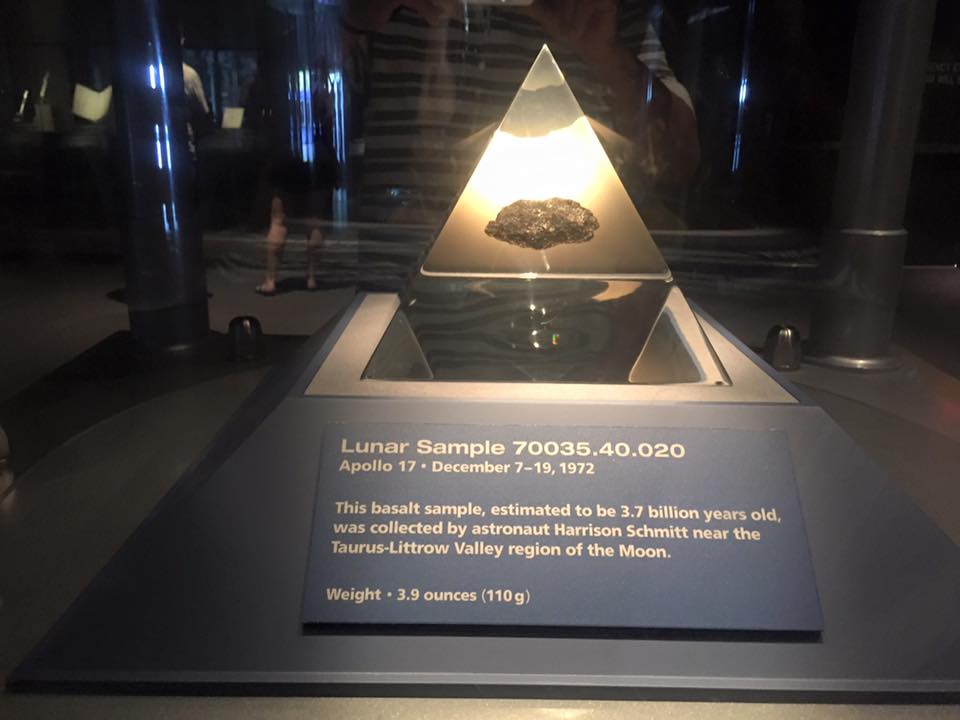 Lunar Sample 70035.40.020
Apollo 17 • December 7–19, 1972
This basalt sample, estimated to be 3.7 billion years old,
was collected by astronaut Harrison Schmitt near the
Taurus-Littrow Valley region of the Moon.
Weight • 3.9 ounces (110 g)